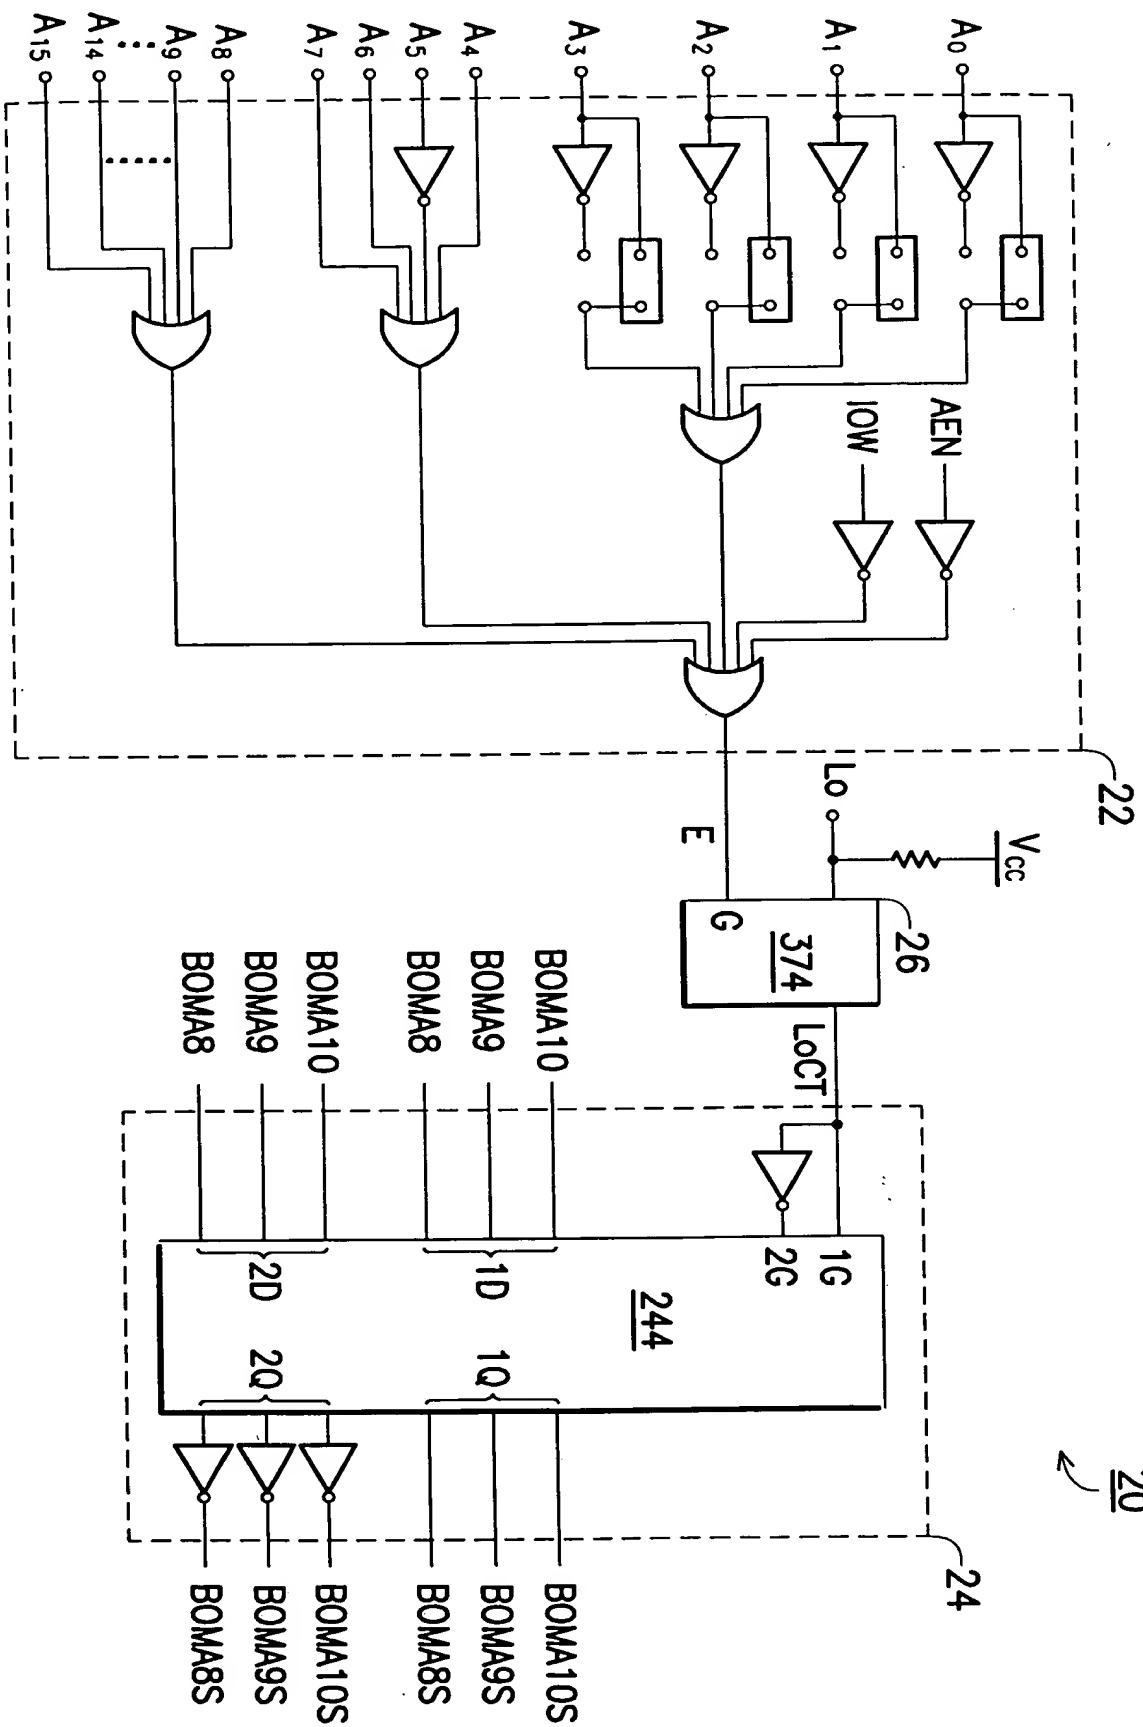 A0
A1
A2
A3
A4
A5
A6
A7
A8
A9
A14
A15
AEN
IOW
22
E
Lo
Vcc
26
374
G
LoCT
1G
2G
244
BOMA10
BOMA9
BOMA8
1D
BOMA10
BOMA9
BOMA8
2D
1Q
BOMA10S
BOMA9S
BOMA8S
2Q
BOMA10S
BOMA9S
BOMA8S
24
20